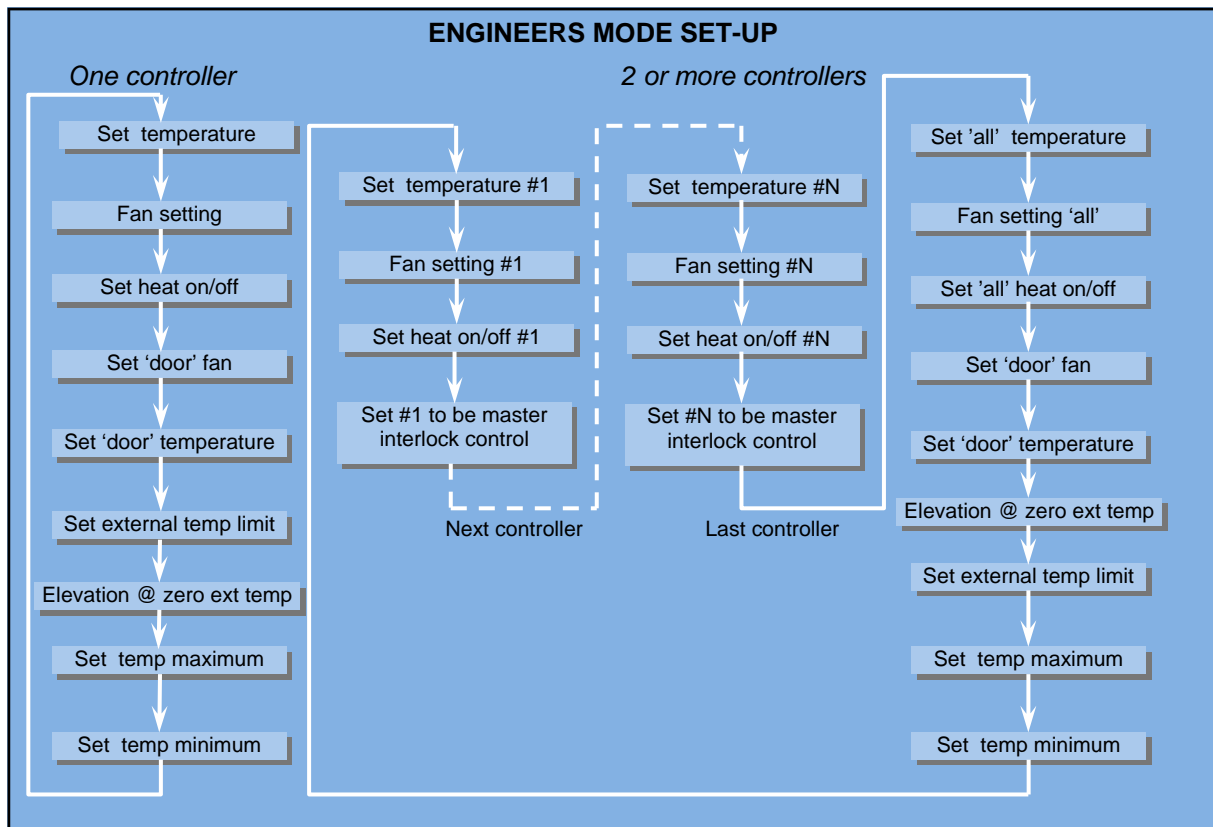 ENGINEERS MODE SET-UP
One controller
Set temperature
Fan setting
Set heat on/off
Set ‘door’ fan
Set ‘door’ temperature
Set external temp limit
Elevation @ zero ext temp
Set temp maximum
Set temp minimum
2 or more controllers
Set temperature #1
Fan setting #1
Set heat on/off #1
Set #1 to be master
interlock control
Next controller
Set temperature #N
Fan setting #N
Set heat on/off #N
Set #N to be master
interlock control
Last controller
Set ’all’ temperature
Fan setting ‘all’
Set ’all’ heat on/off
Set ‘door’ fan
Set ‘door’ temperature
Elevation @ zero ext temp
Set external temp limit
Set temp maximum
Set temp minimum